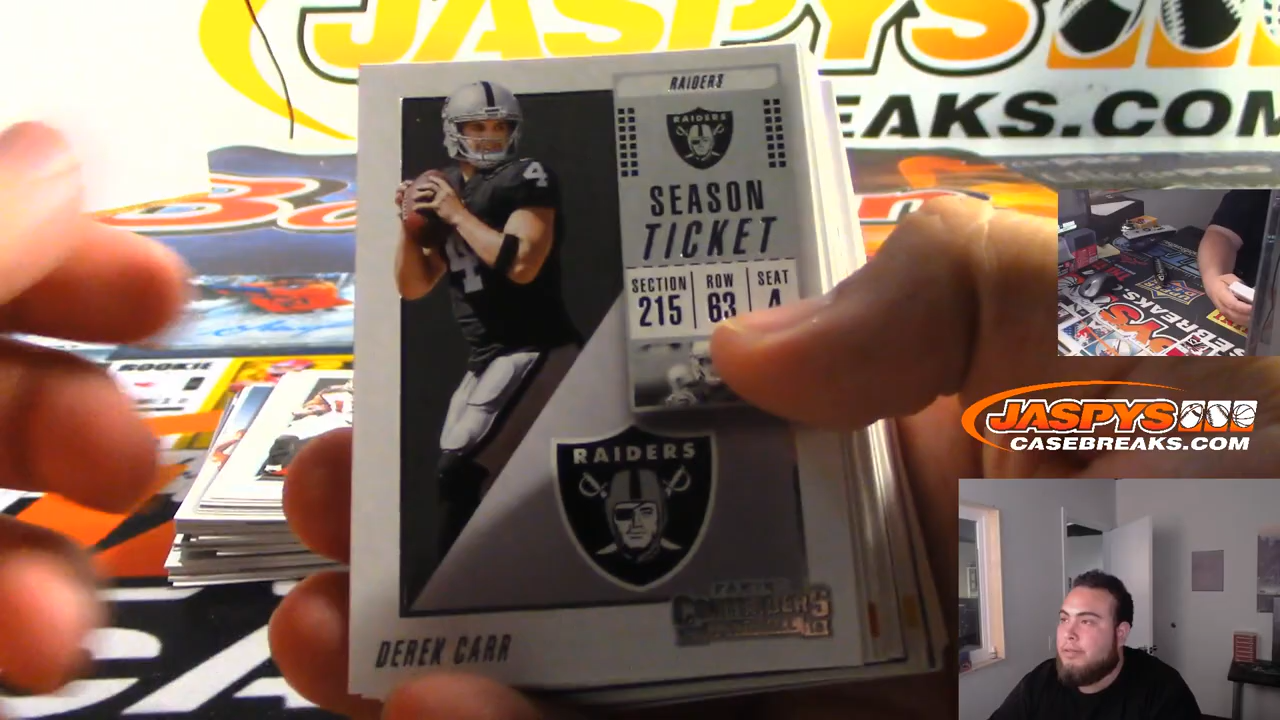 JASPYS
EAKS.COM
RAIDERS
RAIDERS
SEASON
TICKET
SECTION ROW SEAT
215 63 4
ROOKIE
RAIDERS
PANINI
CONTENDERS
DEREK CARR
JASPYS
CASEBREAKS.COM